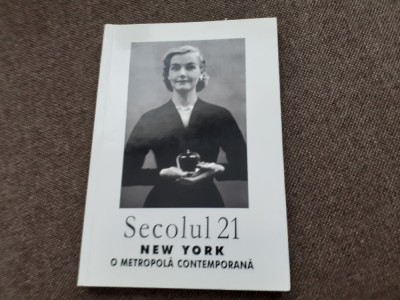 Secolul 21
NEW YORK
O METROPOLĂ CONTEMPORANĂ